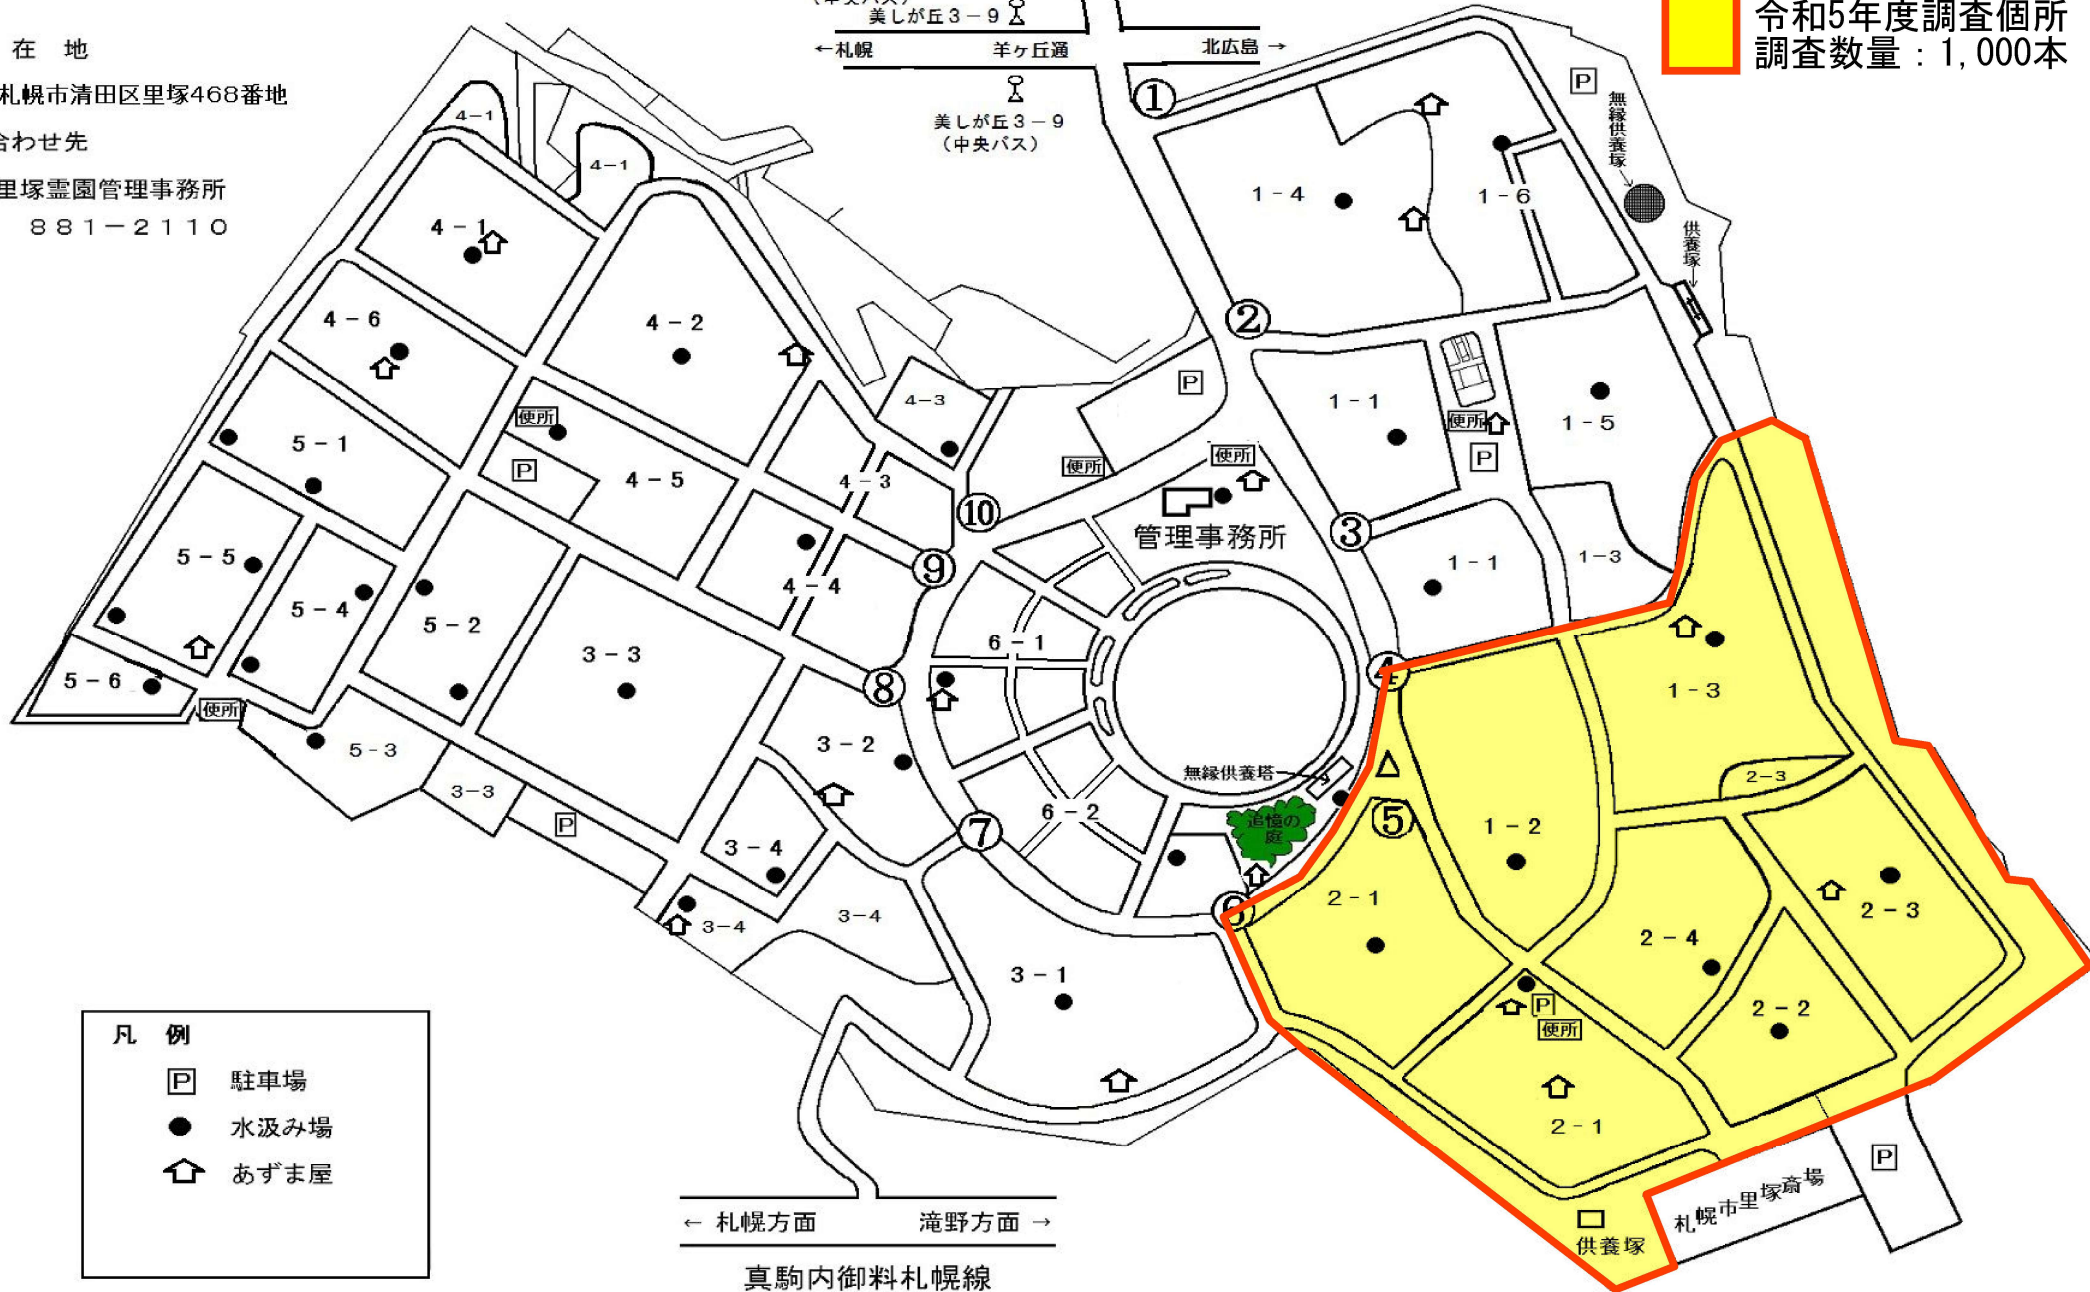 (中央バス)
美しが丘3-9
←札幌 羊ヶ丘通 北広島→
美しが丘3-9
(中央バス)
令和5年度調査個所
調査数量:1,000本
在 地
札幌市清田区里塚468番地
合わせ先
里塚霊園管理事務所
881-2110
①
P
無縁供養塚
供養塚
4-1
4-1
4-1
1-4
1-6
②
4-6
4-2
P
1-1
1-5
4-3
便所
P
便所
便所
便所
5-1
P
4-5
4-3
⑩
管理事務所
③
1-1
1-3
5-5
5-4
5-2
4-4
⑨
6-1
3-3
④
5-6
便所
⑧
1-3
5-3
3-2
無縁供養塔
2-3
3-3
P
6-2
追憶の
庭
⑤
1-2
⑦
3-4
2-1
⑥
2-3
3-4
3-4
2-4
3-1
P
便所
2-2
2-1
P
札幌市里塚斎場
供養塚
凡 例
P 駐車場
水汲み場
あずま屋
← 札幌方面 滝野方面 →
真駒内御料札幌線